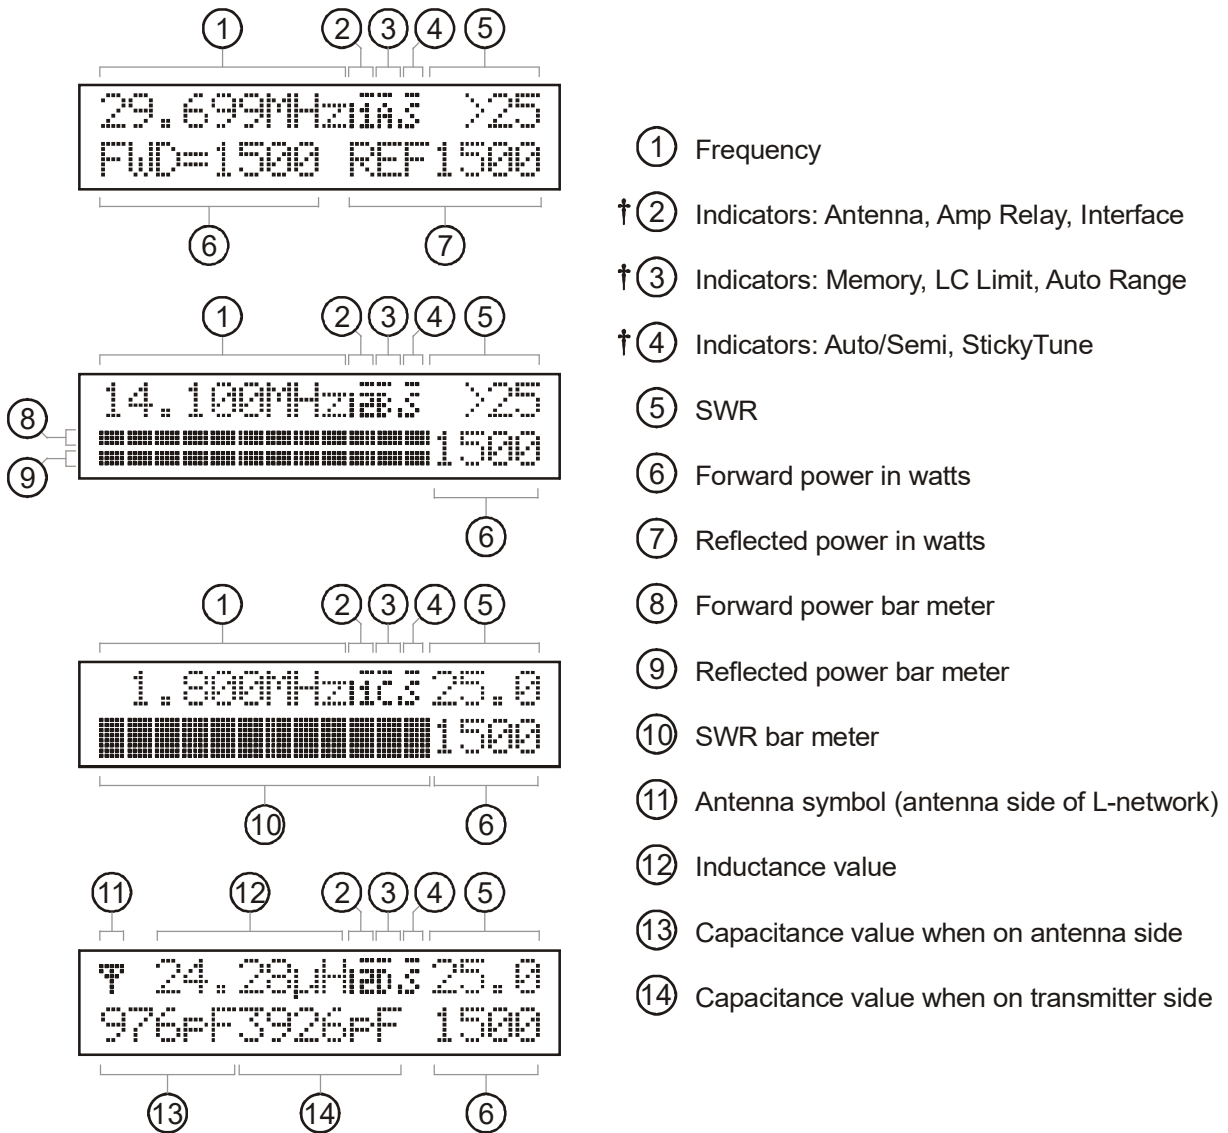 1 2 3 4 5
29.699MHz 1A.S >25
FWD=1500 REF1500
6 7
1 2 3 4 5
14.100MHz 2B.S >25
8
1500
9
6
1 2 3 4 5
1.800MHz 1C.S 25.0
1500
10 6
11 12 2 3 4 5
24.28µH 2D.S 25.0
976pF3926pF 1500
13 14 6
1 Frequency
†2 Indicators: Antenna, Amp Relay, Interface
†3 Indicators: Memory, LC Limit, Auto Range
†4 Indicators: Auto/Semi, StickyTune
5 SWR
6 Forward power in watts
7 Reflected power in watts
8 Forward power bar meter
9 Reflected power bar meter
10 SWR bar meter
11 Antenna symbol (antenna side of L-network)
12 Inductance value
13 Capacitance value when on antenna side
14 Capacitance value when on transmitter side